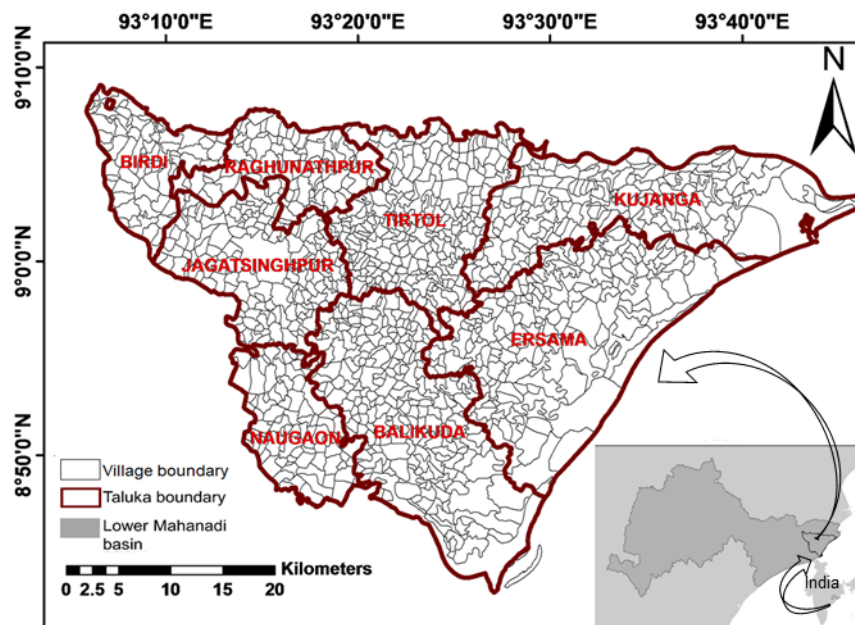 93°10'0"E 93°20'0"E 93°30'0"E 93°40'0"E
9°10'0"N
9°0'0"N
8°50'0"N
N
BIRDI
RAGHUNATHPUR
KUJANGA
TIRTOL
JAGATSINGHPUR
ERSAMA
NAUGAON
BALIKUDA
Village boundary
Taluka boundary
Lower Mahanadi
basin
Kilometers
0 2.5 5 10 15 20
India